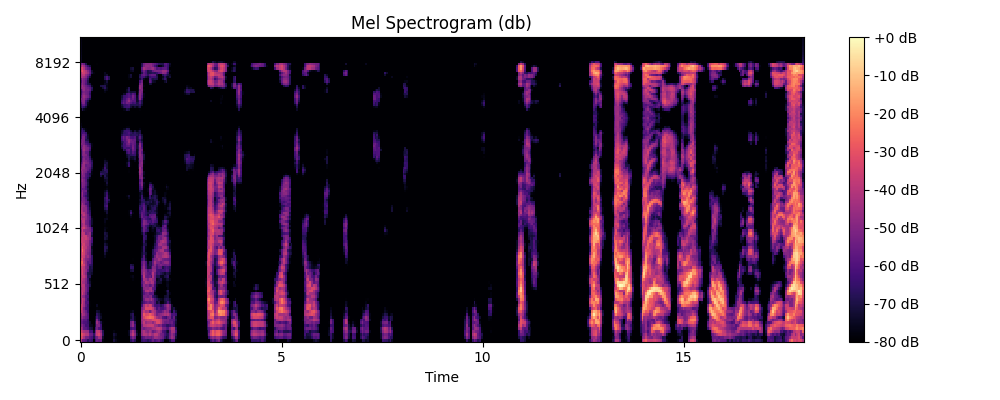 Mel Spectrogram (db)
8192
4096
2048
1024
512
0
Hz
0 5 10 15
Time
+0 dB
-10 dB
-20 dB
-30 dB
-40 dB
-50 dB
-60 dB
-70 dB
-80 dB